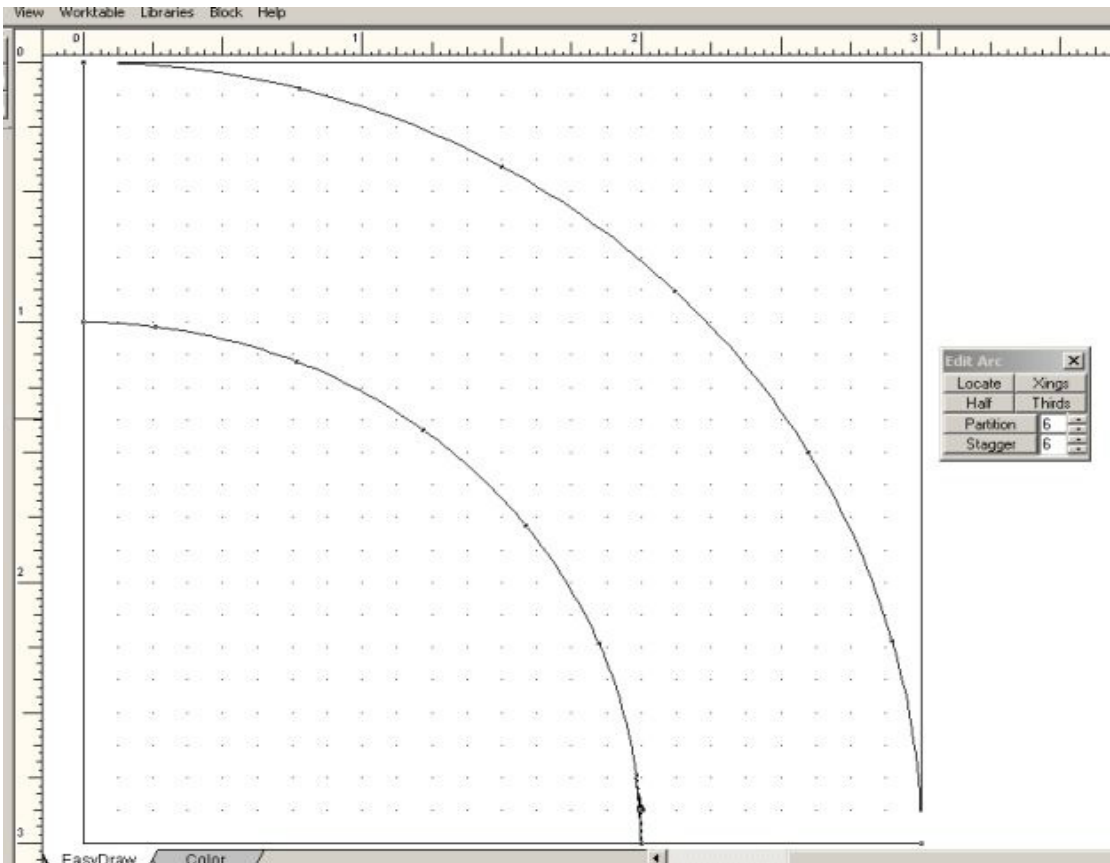 View Worktable Libraries Block Help
0 1 2 3
0
1
2
3
Edit Arc
Locate Xings
Half Thirds
Partition 6
Stagger 6
EasyDraw Color